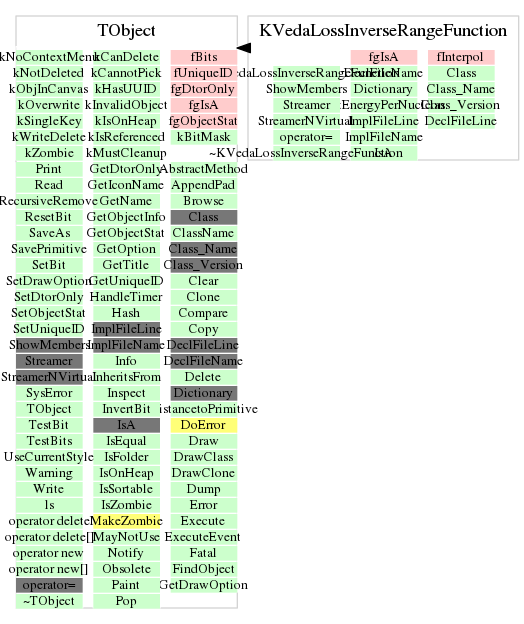 TObject
kNoContextMenu kCanDelete fBits
kNotDeleted kCannotPick fUniqueID
kObjInCanvas kHasUUID fgDtorOnly
kOverwrite kInvalidObject fgIsA
kSingleKey kIsOnHeap fgObjectStat
kWriteDelete kIsReferenced kBitMask
kZombie kMustCleanup
Print GetDtorOnly AbstractMethod
Read GetIconName AppendPad
RecursiveRemove GetName Browse
ResetBit GetObjectInfo Class
SaveAs GetObjectStat ClassName
SavePrimitive GetOption Class_Name
SetBit GetTitle Class_Version
SetDrawOption GetUniqueID Clear
SetDtorOnly HandleTimer Clone
SetObjectStat Hash Compare
SetUniqueID ImplFileLine Copy
ShowMembers ImplFileName DeclFileLine
Streamer Info DeclFileName
StreamerNVirtual InheritsFrom Delete
SysError Inspect Dictionary
TObject InvertBit istancetoPrimitive
TestBit IsA DoError
TestBits IsEqual Draw
UseCurrentStyle IsFolder DrawClass
Warning IsOnHeap DrawClone
Write IsSortable Dump
ls IsZombie Error
operator delete MakeZombie Execute
operator delete[] MayNotUse ExecuteEvent
operator new Notify Fatal
operator new[] Obsolete FindObject
operator= Paint GetDrawOption
~TObject Pop
KVedaLossInverseRangeFunction
fgIsA fInterpol
DeclFileName Class
ShowMembers Dictionary Class_Name
Streamer EnergyPerNucleon Class_Version
StreamerNVirtual ImplFileLine DeclFileLine
operator= ImplFileName
~KVedaLossInverseRangeFunction IsA